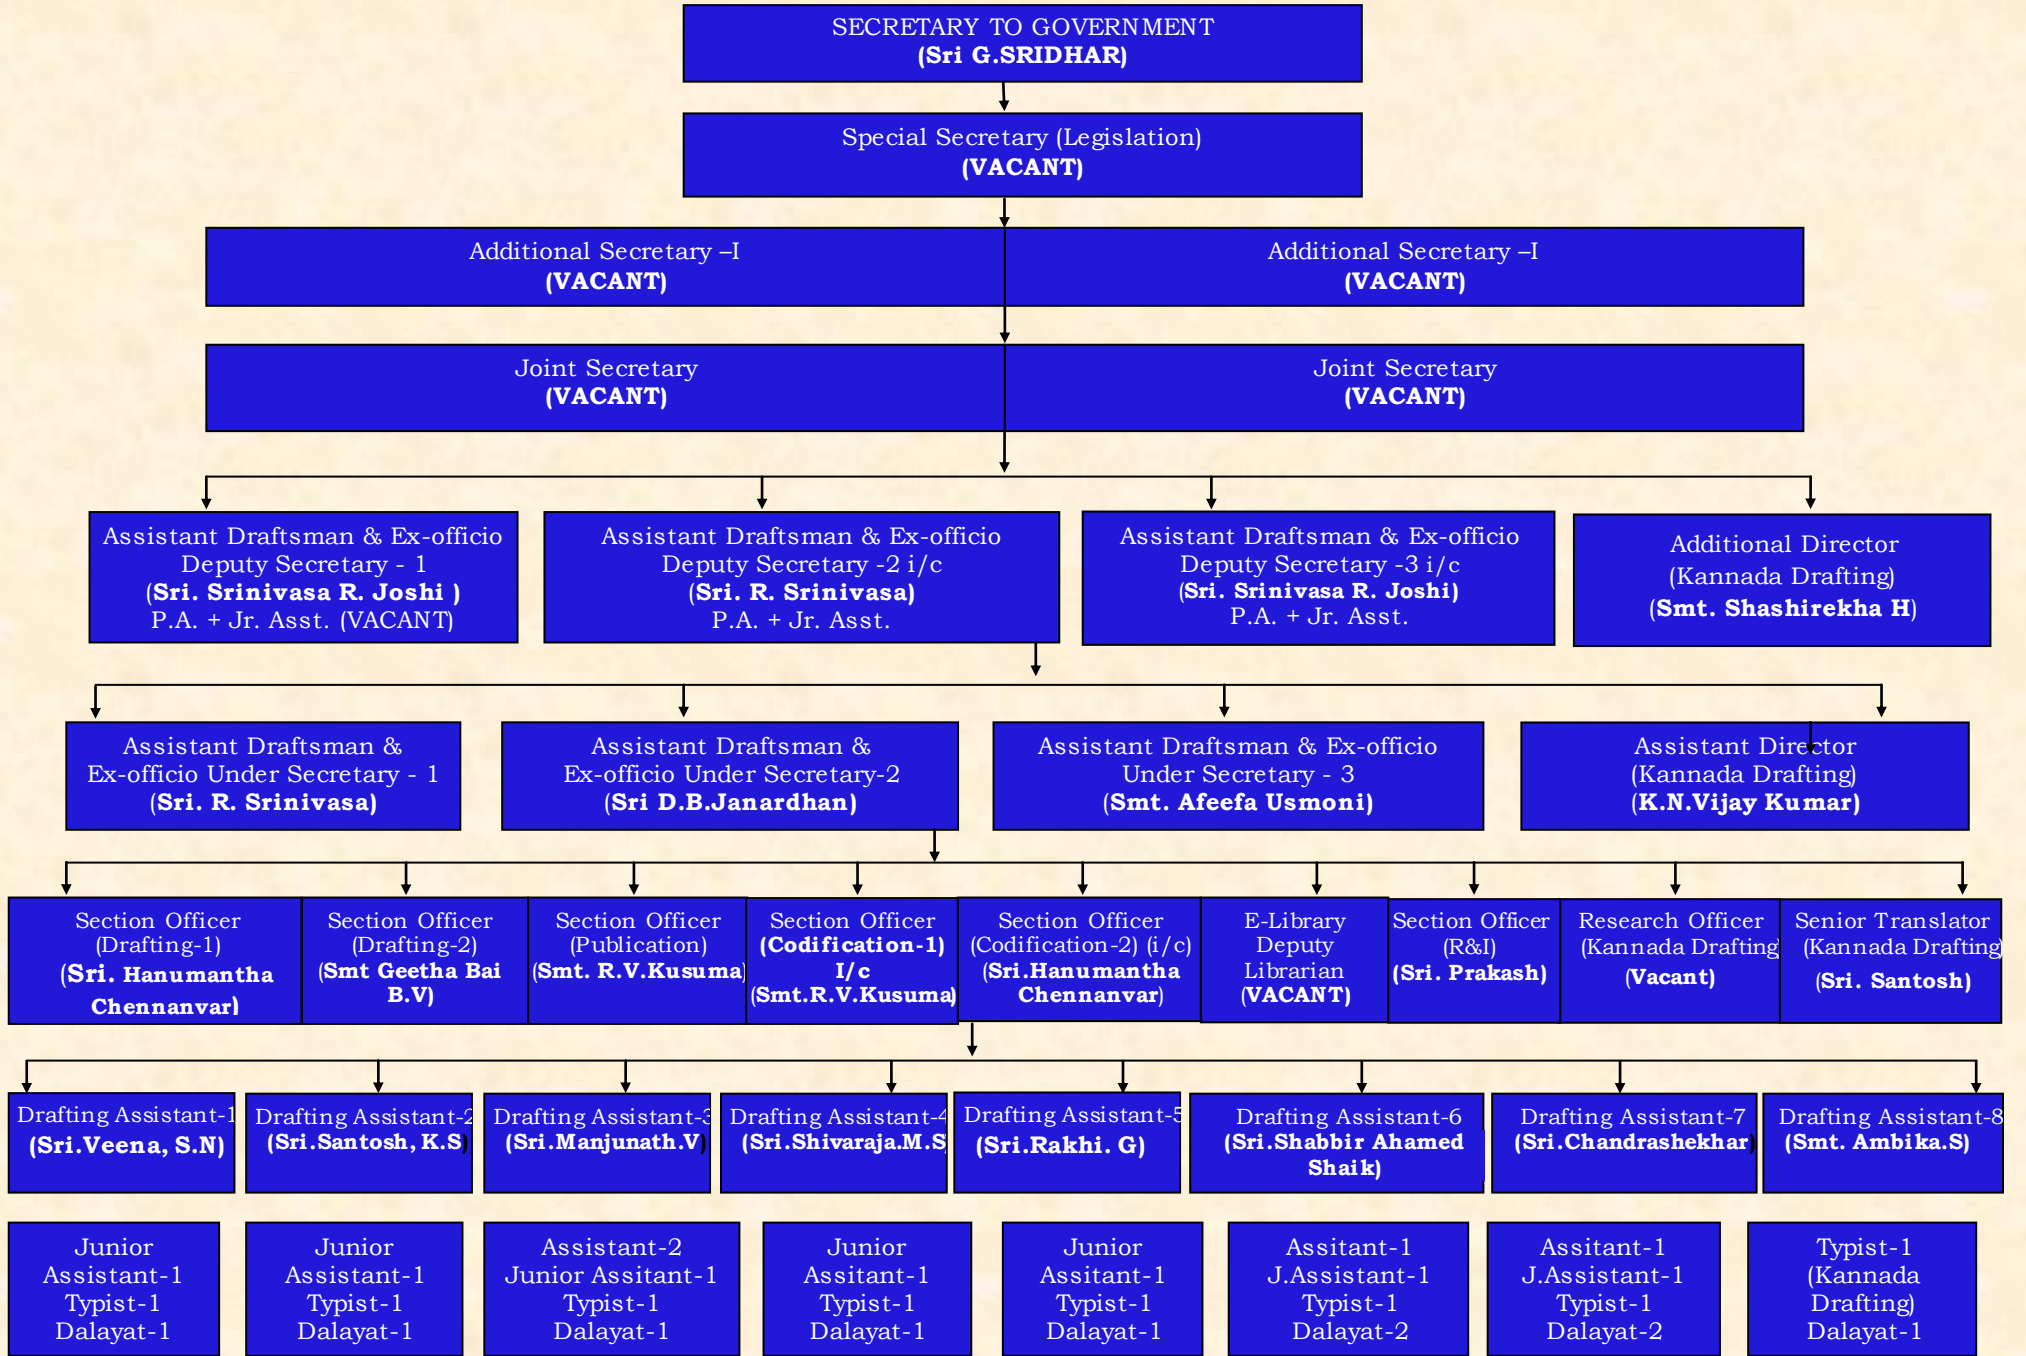 SECRETARY TO GOVERNMENT
(Sri G.SRIDHAR)
Special Secretary (Legislation)
(VACANT)
Additional Secretary –I
(VACANT)
Additional Secretary –I
(VACANT)
Joint Secretary
(VACANT)
Joint Secretary
(VACANT)
Assistant Draftsman & Ex-officio
Deputy Secretary - 1
(Sri. Srinivasa R. Joshi )
P.A. + Jr. Asst. (VACANT)
Assistant Draftsman & Ex-officio
Deputy Secretary -2 i/c
(Sri. R. Srinivasa)
P.A. + Jr. Asst.
Assistant Draftsman & Ex-officio
Deputy Secretary -3 i/c
(Sri. Srinivasa R. Joshi)
P.A. + Jr. Asst.
Additional Director
(Kannada Drafting)
(Smt. Shashirekha H)
Assistant Draftsman &
Ex-officio Under Secretary - 1
(Sri. R. Srinivasa)
Assistant Draftsman &
Ex-officio Under Secretary-2
(Sri D.B.Janardhan)
Assistant Draftsman & Ex-officio
Under Secretary - 3
(Smt. Afeefa Usmoni)
Assistant Director
(Kannada Drafting)
(K.N.Vijay Kumar)
Section Officer
(Drafting-1)
(Sri. Hanumantha
Chennanvar)
Section Officer
(Drafting-2)
(Smt Geetha Bai
B.V)
Section Officer
(Publication)
(Smt. R.V.Kusuma)
Section Officer
(Codification-1)
I/c
(Smt.R.V.Kusuma)
Section Officer
(Codification-2) (i/c)
(Sri.Hanumantha
Chennanvar)
E-Library
Deputy
Librarian
(VACANT)
Section Officer
(R&I)
(Sri. Prakash)
Research Officer
(Kannada Drafting
(Vacant)
Senior Translator
(Kannada Drafting)
(Sri. Santosh)
Drafting Assistant-1
(Sri.Veena, S.N)
Drafting Assistant-2
(Sri.Santosh, K.S)
Drafting Assistant-3
(Sri.Manjunath.V)
Drafting Assistant-4
(Sri.Shivaraja.M.S)
Drafting Assistant-5
(Sri.Rakhi. G)
Drafting Assistant-6
(Sri.Shabbir Ahamed
Shaik)
Drafting Assistant-7
(Sri.Chandrashekhar)
Drafting Assistant-8
(Smt. Ambika.S)
Junior
Assistant-1
Typist-1
Dalayat-1
Junior
Assistant-1
Typist-1
Dalayat-1
Assistant-2
Junior Assitant-1
Typist-1
Dalayat-1
Junior
Assitant-1
Typist-1
Dalayat-1
Junior
Assitant-1
Typist-1
Dalayat-1
Assitant-1
J.Assistant-1
Typist-1
Dalayat-2
Assitant-1
J.Assistant-1
Typist-1
Dalayat-2
Typist-1
(Kannada
Drafting)
Dalayat-1